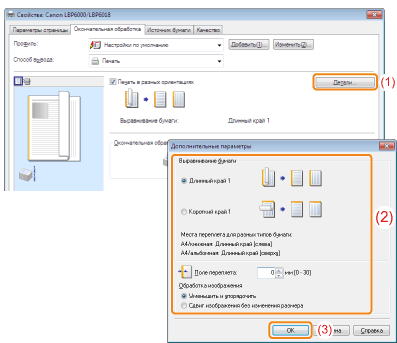 Свойства: Canon LBP6000/LBP6018
Параметры страницы Окончательная обработка Источник бумаги Качество
Профиль: Настройки по умолчанию Добавить(1)... Изменить(2)...
Способ вывода: Печать
Печать в разных ориентациях
Детали... (1)
Выравнивание бумаги: Длинный край 1
Окончательная обра
Дополнительные параметры
Выравнивание бумаги
Длинный край 1
Короткий край 1
(2)
Места переплета для разных типов бумаги:
A4/книжная: Длинный край [слева]
A4/альбонная: Длинный край [сверху]
Поле переплета: 0 мм [0 - 30]
Обработка изображения
Уменьшить и упорядочить
Сдвиг изображения без изменения размера
OK (3) на Справка